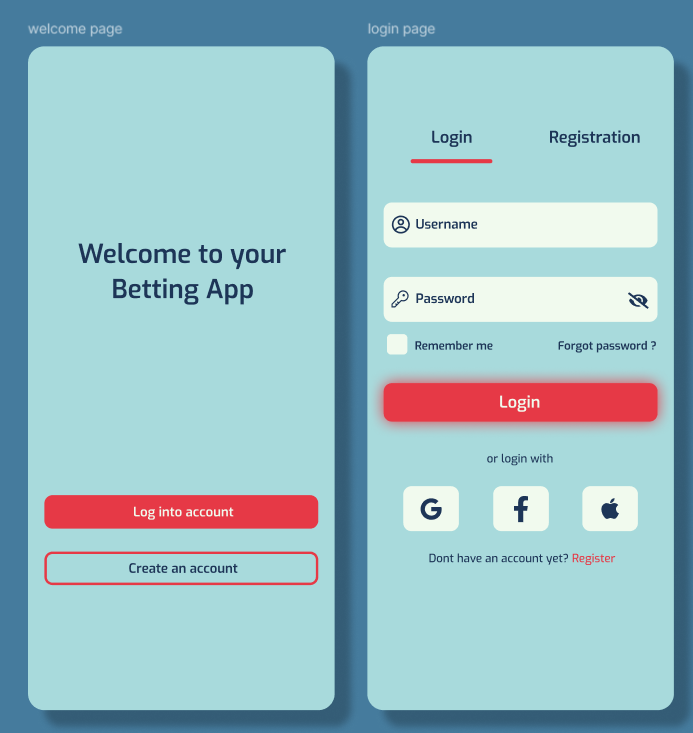 welcome page
login page
Welcome to your
Betting App
Log into account
Create an account
Login
Registration
Username
Password
Remember me
Forgot password ?
Login
or login with
Dont have an account yet? Register